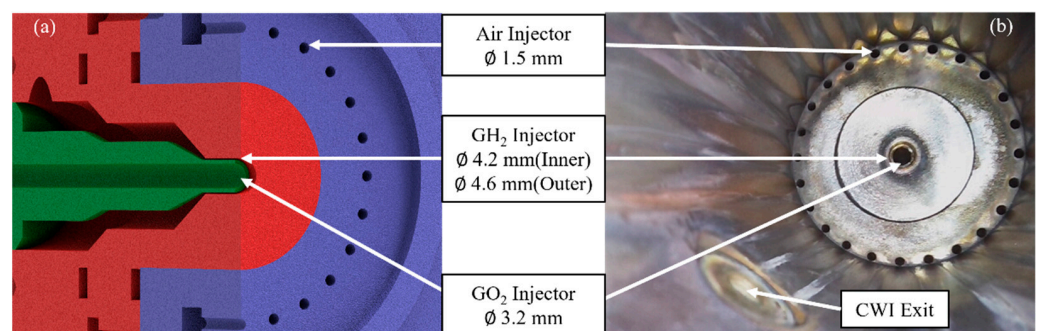 (a)
Air Injector
Ø 1.5 mm
(b)
GH₂ Injector
Ø 4.2 mm(Inner)
Ø 4.6 mm(Outer)
GO₂ Injector
Ø 3.2 mm
CWI Exit